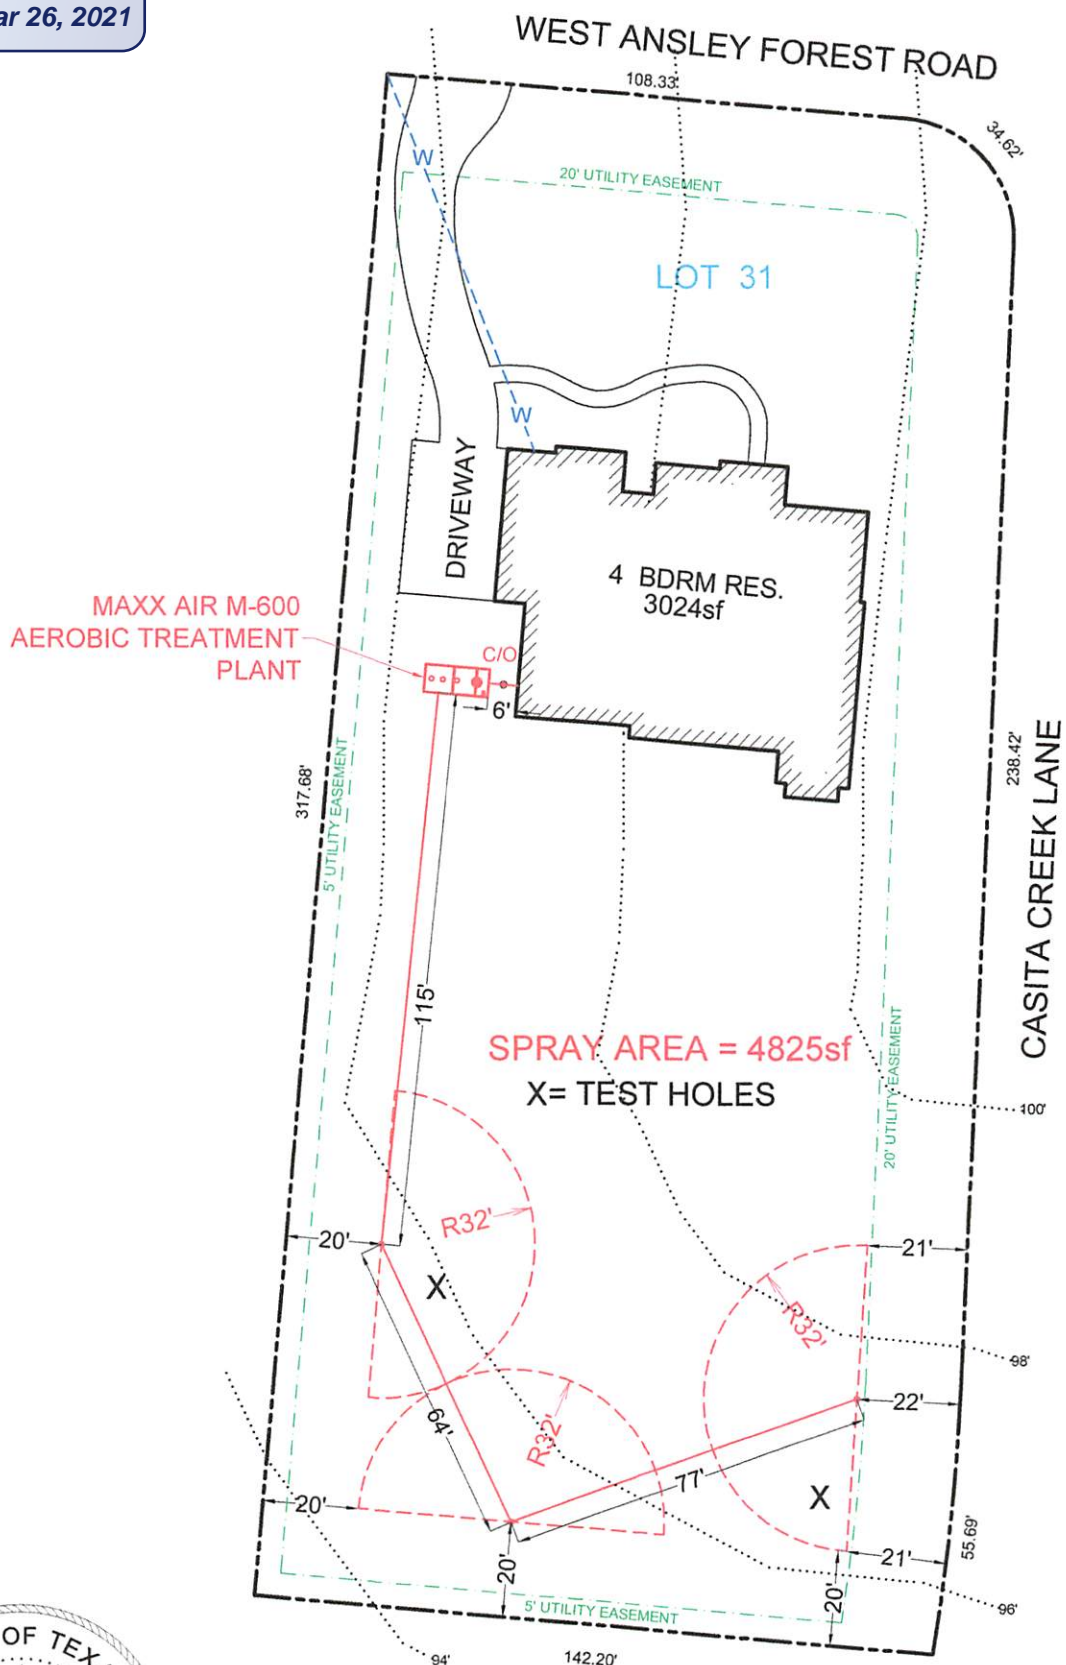 ar 26, 2021
WEST ANSLEY FOREST ROAD
108.33'
34.62'
W
20' UTILITY EASEMENT
LOT 31
W
DRIVEWAY
4 BDRM RES.
3024sf
MAXX AIR M-600
AEROBIC TREATMENT
PLANT
C/O
6'
317.68'
5' UTILITY EASEMENT
238.42'
CASITA CREEK LANE
115'
SPRAY AREA = 4825sf
X= TEST HOLES
20' UTILITY EASEMENT
100'
R32'
20'
21'
X
R32'
98'
22'
64'
R32'
77'
X
20'
55.69'
21'
20'
20'
5' UTILITY EASEMENT
96'
OF TEX
94'
142.20'